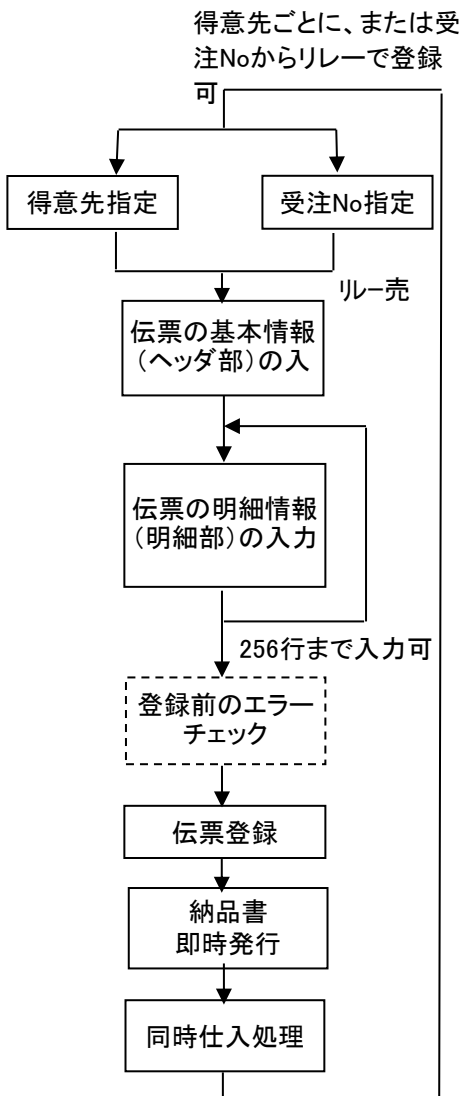 得意先ごとに、または受
注Noからリレーで登録
可
得意先指定
受注No指定
リレー売
伝票の基本情報
（ヘッダ部）の入
伝票の明細情報
（明細部）の入力
256行まで入力可
登録前のエラー
チェック
伝票登録
納品書
即時発行
同時仕入処理